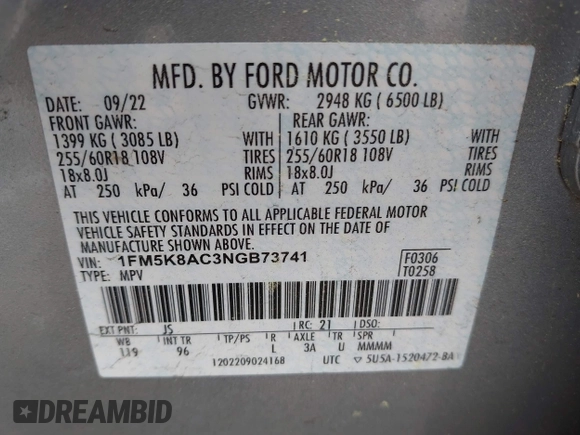 MFD. BY FORD MOTOR CO.
DATE: 09/22 GVWR: 2948 KG ( 6500 LB)
FRONT GAWR: REAR GAWR:
1399 KG ( 3085 LB) WITH 1610 KG ( 3550 LB) WITH
255/60R18 108V TIRES 255/60R18 108V TIRES
18x8.0J RIMS 18x8.0J RIMS
AT 250 kPa/ 36 PSI COLD AT 250 kPa/ 36 PSI COLD
THIS VEHICLE CONFORMS TO ALL APPLICABLE FEDERAL MOTOR
VEHICLE SAFETY STANDARDS IN EFFECT ON THE DATE OF
MANUFACTURE SHOWN ABOVE.
VIN: 1FM5K8AC3NGB73741 F0306
TYPE: MPV T0258
EXT PNT: JS RC: 21 DSO:
WB INT TR TP/PS R AXLE TR SPR
119 96 L 3A U MMMM
1202209024168 UTC ▽ 5U5A-1520472-BA
DREAMBID